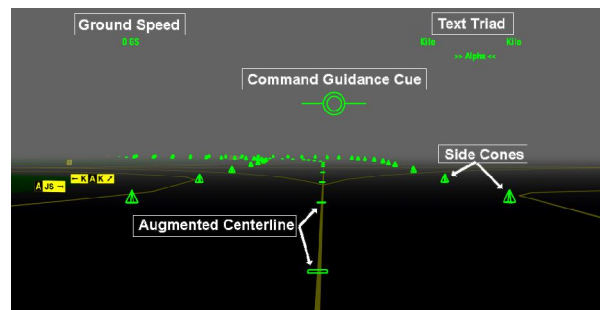 Ground Speed
Text Triad
0 GS
Kilo
Kilo
>> Alpha <<
Command Guidance Cue
Side Cones
← K A K ↗
A JS →
Augmented Centerline